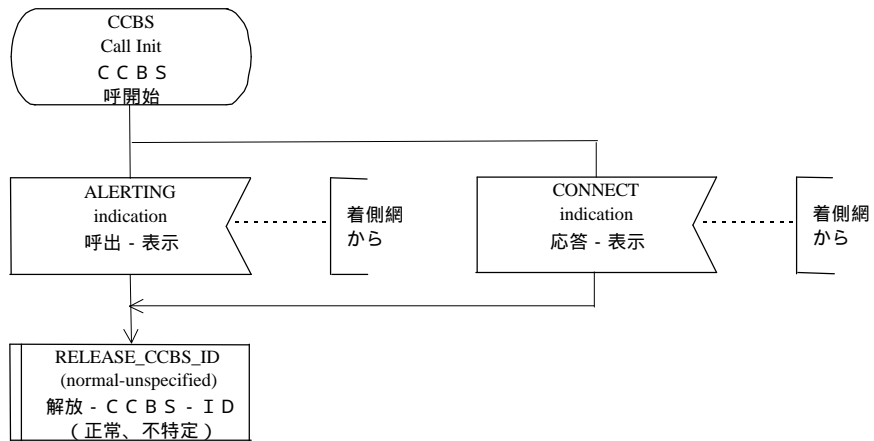 CCBS
Call Init
ＣＣＢＳ
呼開始
ALERTING
indication
呼出 - 表示
着側網
から
CONNECT
indication
応答 - 表示
着側網
から
RELEASE_CCBS_ID
(normal-unspecified)
解放 - ＣＣＢＳ - ＩＤ
（正常、不特定）